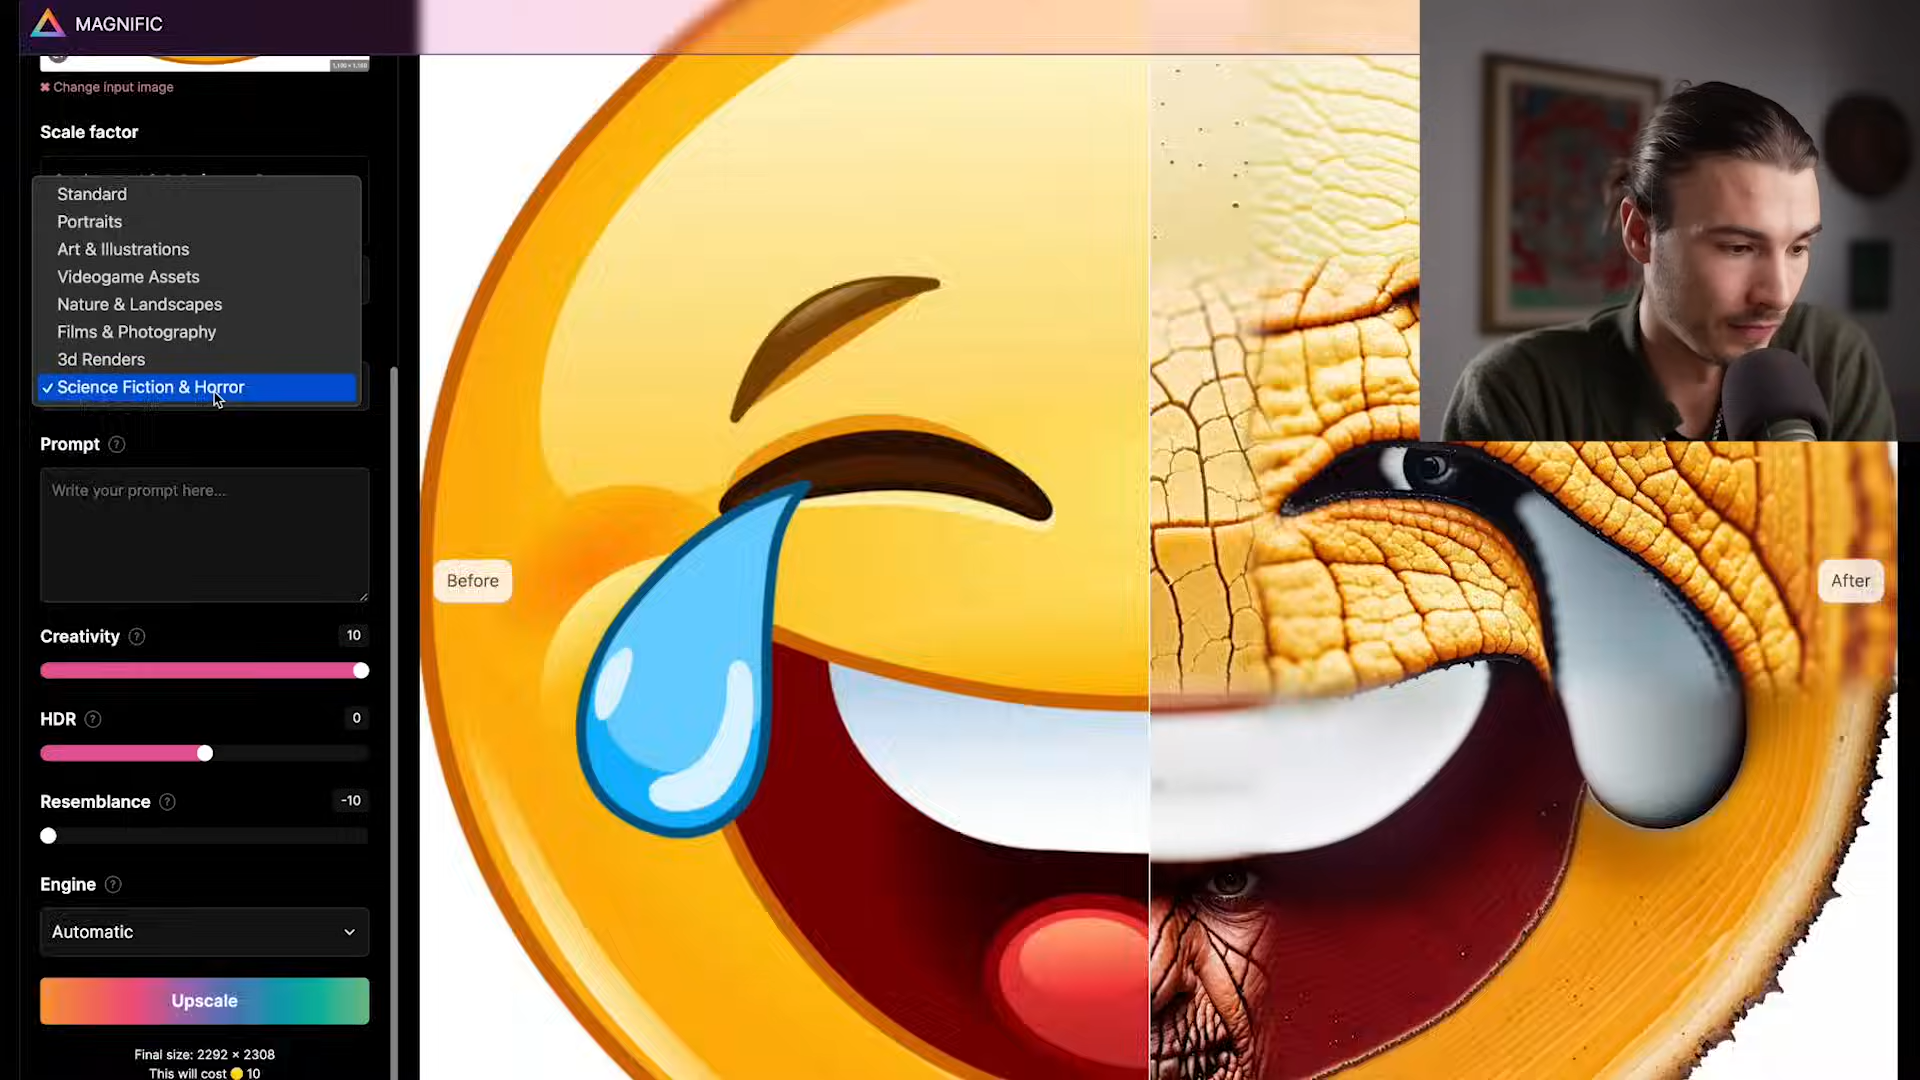 MAGNIFIC
✖ Change input image
Scale factor
Standard
Portraits
Art & Illustrations
Videogame Assets
Nature & Landscapes
Films & Photography
3d Renders
✓ Science Fiction & Horror
Prompt ?
Write your prompt here...
Creativity ? 10
HDR ? 0
Resemblance ? -10
Engine ?
Automatic
Upscale
Final size: 2292 × 2308
This will cost 10
Before
After